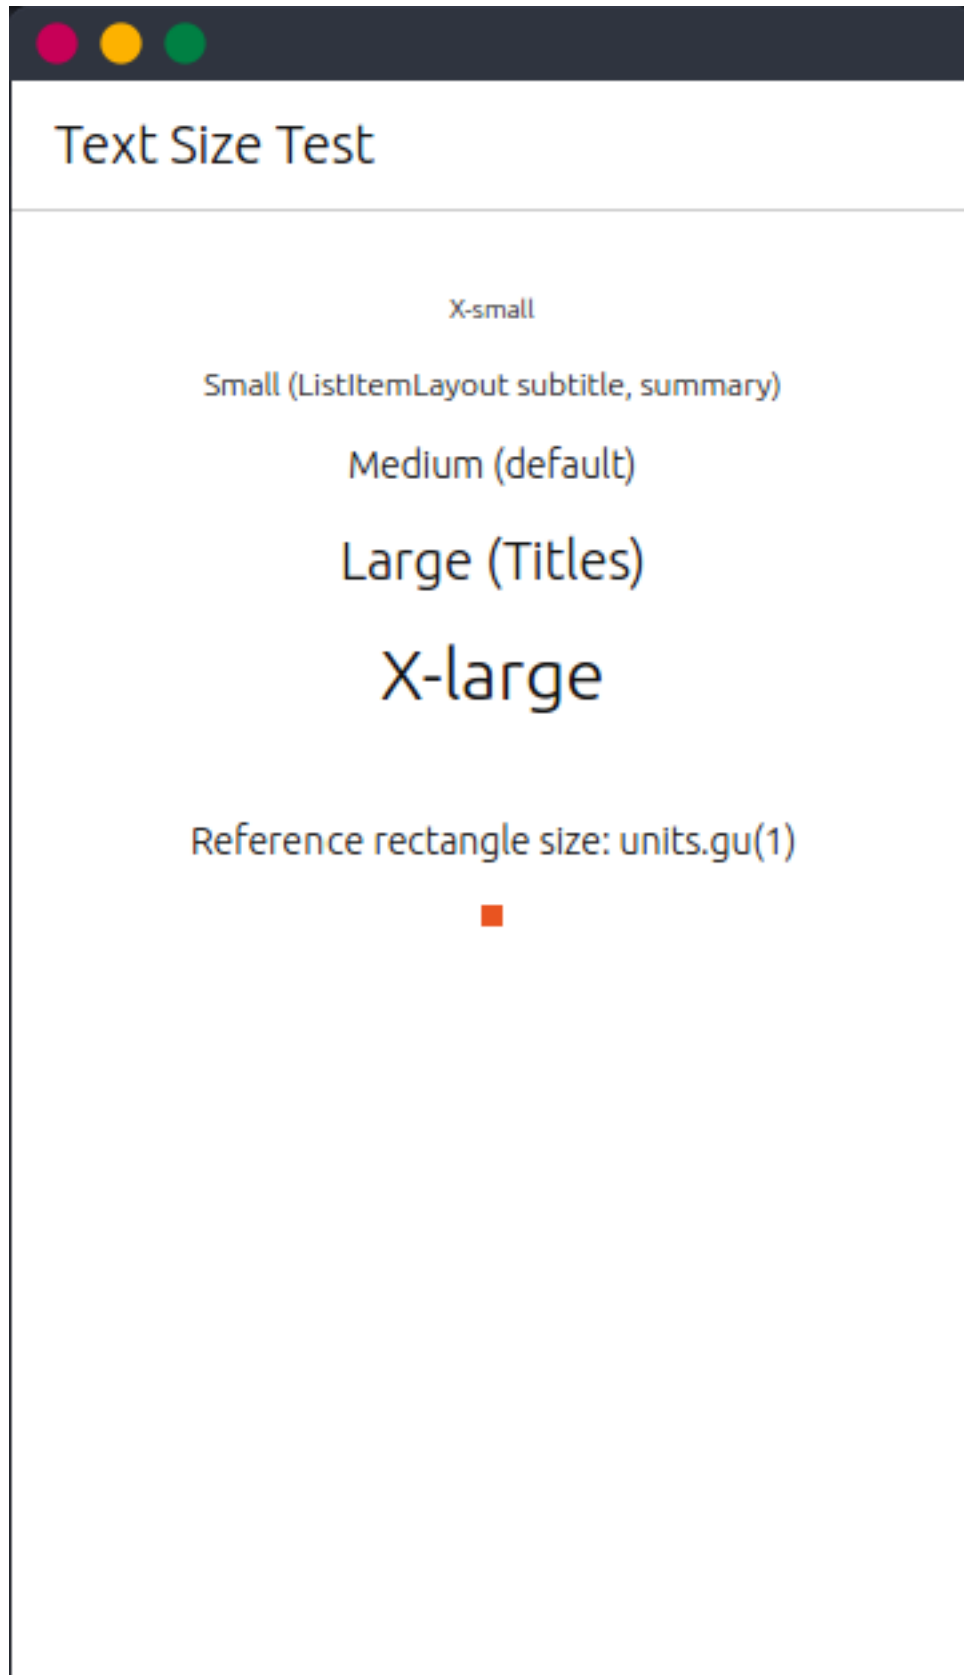 Text Size Test
X-small
Small (ListItemLayout subtitle, summary)
Medium (default)
Large (Titles)
X-large
Reference rectangle size: units.gu(1)